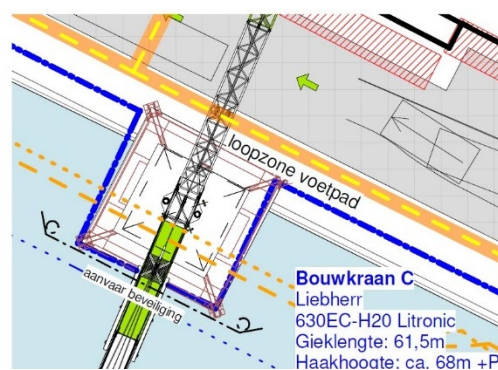 loopzone voetpad
aanvaar beveiliging
Bouwkraan C
Liebherr
630EC-H20 Litronic
Gieklengte: 61,5m
Haakhoogte: ca. 68m +P